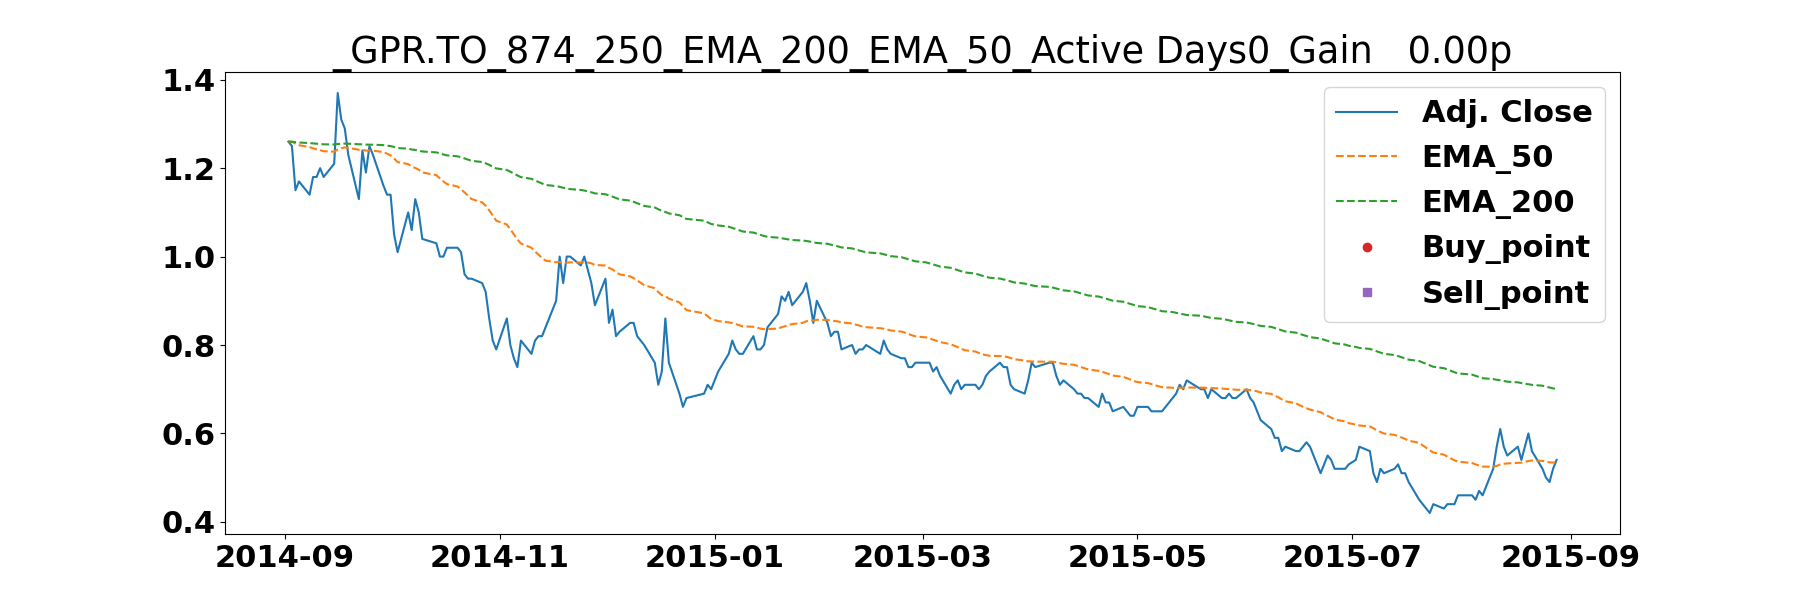 _GPR.TO_874_250_EMA_200_EMA_50_Active Days0_Gain   0.00p
1.4
1.2
1.0
0.8
0.6
0.4
Adj. Close
EMA_50
EMA_200
Buy_point
Sell_point
2014-09 2014-11 2015-01 2015-03 2015-05 2015-07 2015-09